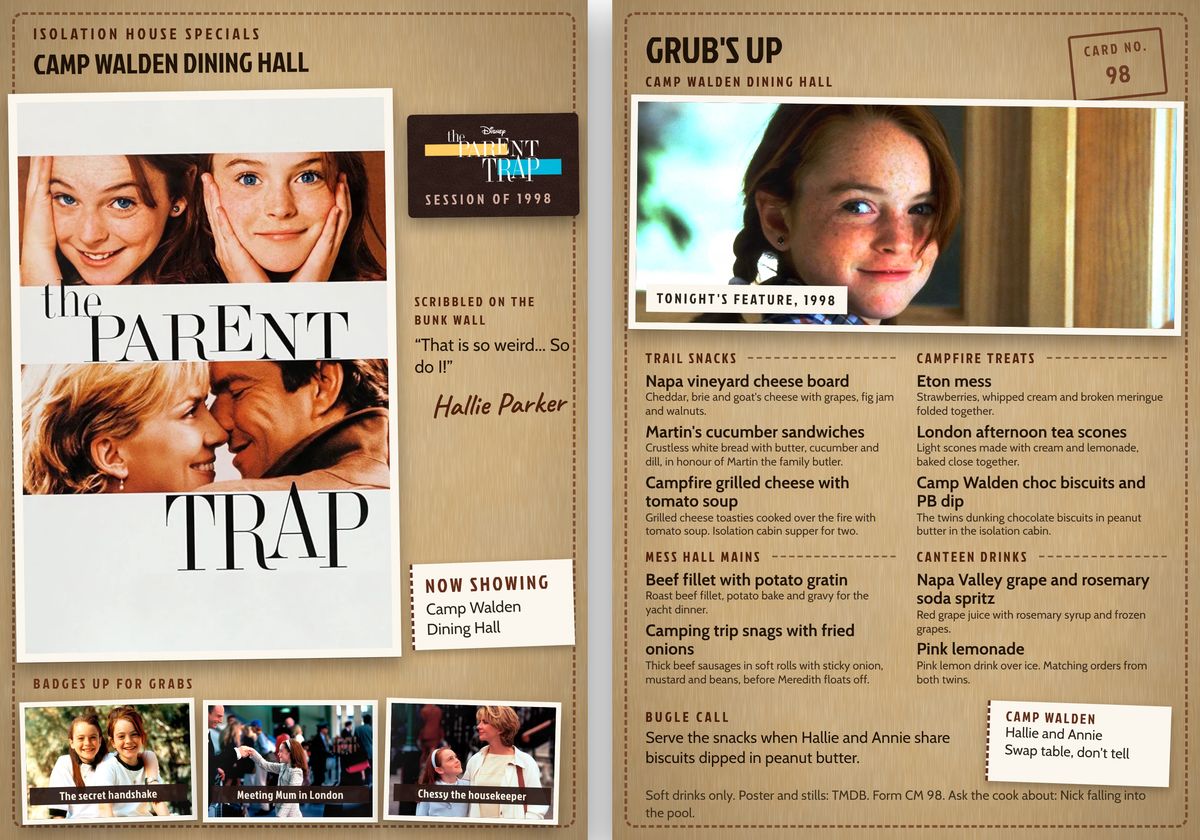 ISOLATION HOUSE SPECIALS
CAMP WALDEN DINING HALL
the
PARENT
TRAP
Disney
the
PARENT
TRAP
SESSION OF 1998
SCRIBBLED ON THE
BUNK WALL
“That is so weird... So
do I!”
Hallie Parker
NOW SHOWING
Camp Walden
Dining Hall
BADGES UP FOR GRABS
The secret handshake
Meeting Mum in London
Chessy the housekeeper
GRUB'S UP
CAMP WALDEN DINING HALL
CARD NO.
98
TONIGHT'S FEATURE, 1998
TRAIL SNACKS
Napa vineyard cheese board
Cheddar, brie and goat's cheese with grapes, fig jam
and walnuts.
Martin's cucumber sandwiches
Crustless white bread with butter, cucumber and
dill, in honour of Martin the family butler.
Campfire grilled cheese with
tomato soup
Grilled cheese toasties cooked over the fire with
tomato soup. Isolation cabin supper for two.
MESS HALL MAINS
Beef fillet with potato gratin
Roast beef fillet, potato bake and gravy for the
yacht dinner.
Camping trip snags with fried
onions
Thick beef sausages in soft rolls with sticky onion,
mustard and beans, before Meredith floats off.
CAMPFIRE TREATS
Eton mess
Strawberries, whipped cream and broken meringue
folded together.
London afternoon tea scones
Light scones made with cream and lemonade,
baked close together.
Camp Walden choc biscuits and
PB dip
The twins dunking chocolate biscuits in peanut
butter in the isolation cabin.
CANTEEN DRINKS
Napa Valley grape and rosemary
soda spritz
Red grape juice with rosemary syrup and frozen
grapes.
Pink lemonade
Pink lemon drink over ice. Matching orders from
both twins.
BUGLE CALL
Serve the snacks when Hallie and Annie share
biscuits dipped in peanut butter.
CAMP WALDEN
Hallie and Annie
Swap table, don't tell
Soft drinks only. Poster and stills: TMDB. Form CM 98. Ask the cook about: Nick falling into
the pool.